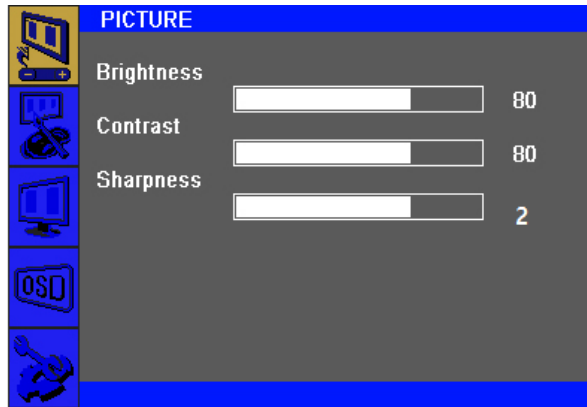 PICTURE
Brightness
80
Contrast
80
Sharpness
2
OSD